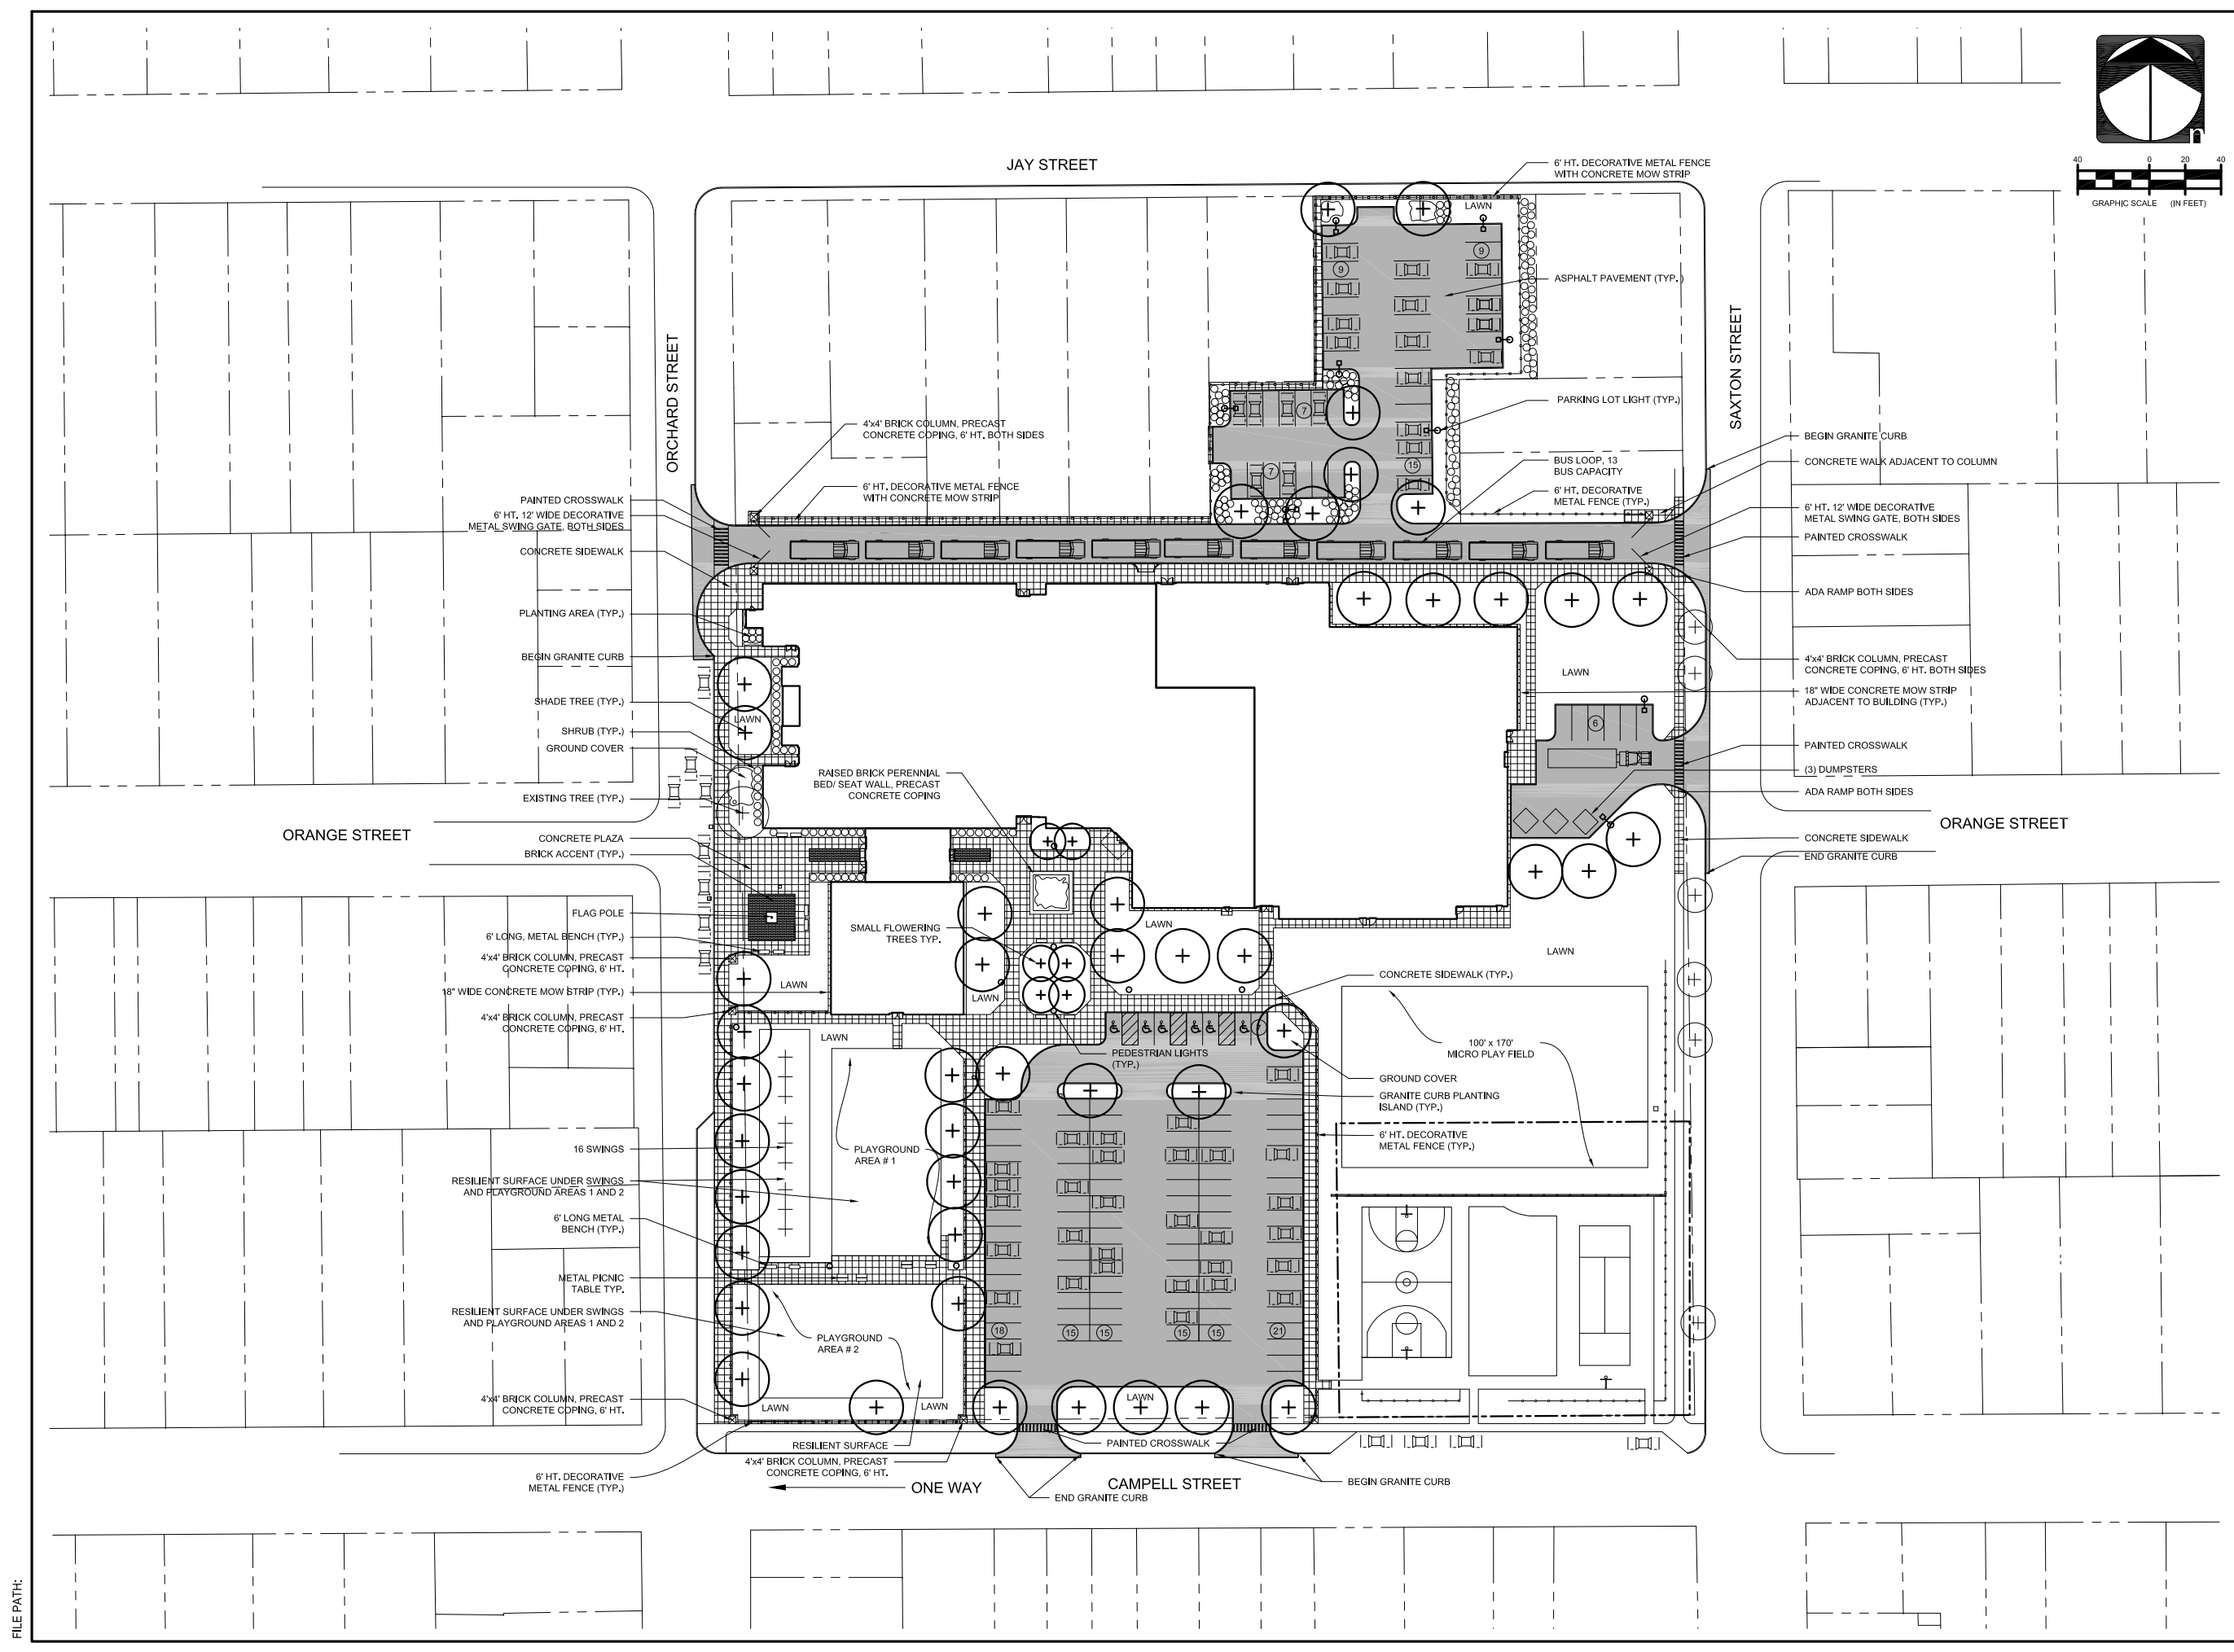 JAY STREET
6' HT. DECORATIVE METAL FENCE
WITH CONCRETE MOW STRIP
n
40
0
20
40
GRAPHIC SCALE (IN FEET)
LAWN
9
9
ASPHALT PAVEMENT (TYP.)
ORCHARD STREET
SAXTON STREET
PARKING LOT LIGHT (TYP.)
7
7
15
4'x4' BRICK COLUMN, PRECAST
CONCRETE COPING, 6' HT. BOTH SIDES
6' HT. DECORATIVE METAL FENCE
WITH CONCRETE MOW STRIP
BUS LOOP, 13
BUS CAPACITY
6' HT. DECORATIVE
METAL FENCE (TYP.)
BEGIN GRANITE CURB
CONCRETE WALK ADJACENT TO COLUMN
6' HT. 12' WIDE DECORATIVE
METAL SWING GATE, BOTH SIDES
PAINTED CROSSWALK
ADA RAMP BOTH SIDES
4'x4' BRICK COLUMN, PRECAST
CONCRETE COPING, 6' HT. BOTH SIDES
18" WIDE CONCRETE MOW STRIP
ADJACENT TO BUILDING (TYP.)
PAINTED CROSSWALK
(3) DUMPSTERS
ADA RAMP BOTH SIDES
ORANGE STREET
CONCRETE SIDEWALK
END GRANITE CURB
PAINTED CROSSWALK
6' HT. 12' WIDE DECORATIVE
METAL SWING GATE, BOTH SIDES
CONCRETE SIDEWALK
PLANTING AREA (TYP.)
BEGIN GRANITE CURB
SHADE TREE (TYP.)
SHRUB (TYP.)
GROUND COVER
EXISTING TREE (TYP.)
ORANGE STREET
CONCRETE PLAZA
BRICK ACCENT (TYP.)
FLAG POLE
6' LONG, METAL BENCH (TYP.)
4'x4' BRICK COLUMN, PRECAST
CONCRETE COPING, 6' HT.
18" WIDE CONCRETE MOW STRIP (TYP.)
4'x4' BRICK COLUMN, PRECAST
CONCRETE COPING, 6' HT.
16 SWINGS
RESILIENT SURFACE UNDER SWINGS
AND PLAYGROUND AREAS 1 AND 2
6' LONG METAL
BENCH (TYP.)
METAL PICNIC
TABLE TYP.
RESILIENT SURFACE UNDER SWINGS
AND PLAYGROUND AREAS 1 AND 2
4'x4' BRICK COLUMN, PRECAST
CONCRETE COPING, 6' HT.
6' HT. DECORATIVE
METAL FENCE (TYP.)
LAWN
LAWN
6
RAISED BRICK PERENNIAL
BED/ SEAT WALL, PRECAST
CONCRETE COPING
SMALL FLOWERING
TREES TYP.
LAWN
LAWN
LAWN
LAWN
LAWN
CONCRETE SIDEWALK (TYP.)
PEDESTRIAN LIGHTS
(TYP.)
100' x 170'
MICRO PLAY FIELD
GROUND COVER
GRANITE CURB PLANTING
ISLAND (TYP.)
6' HT. DECORATIVE
METAL FENCE (TYP.)
PLAYGROUND
AREA # 1
PLAYGROUND
AREA # 2
18
15
15
15
15
21
LAWN
LAWN
LAWN
RESILIENT SURFACE
4'x4' BRICK COLUMN, PRECAST
CONCRETE COPING, 6' HT.
PAINTED CROSSWALK
ONE WAY
CAMPELL STREET
END GRANITE CURB
BEGIN GRANITE CURB
FILE PATH: